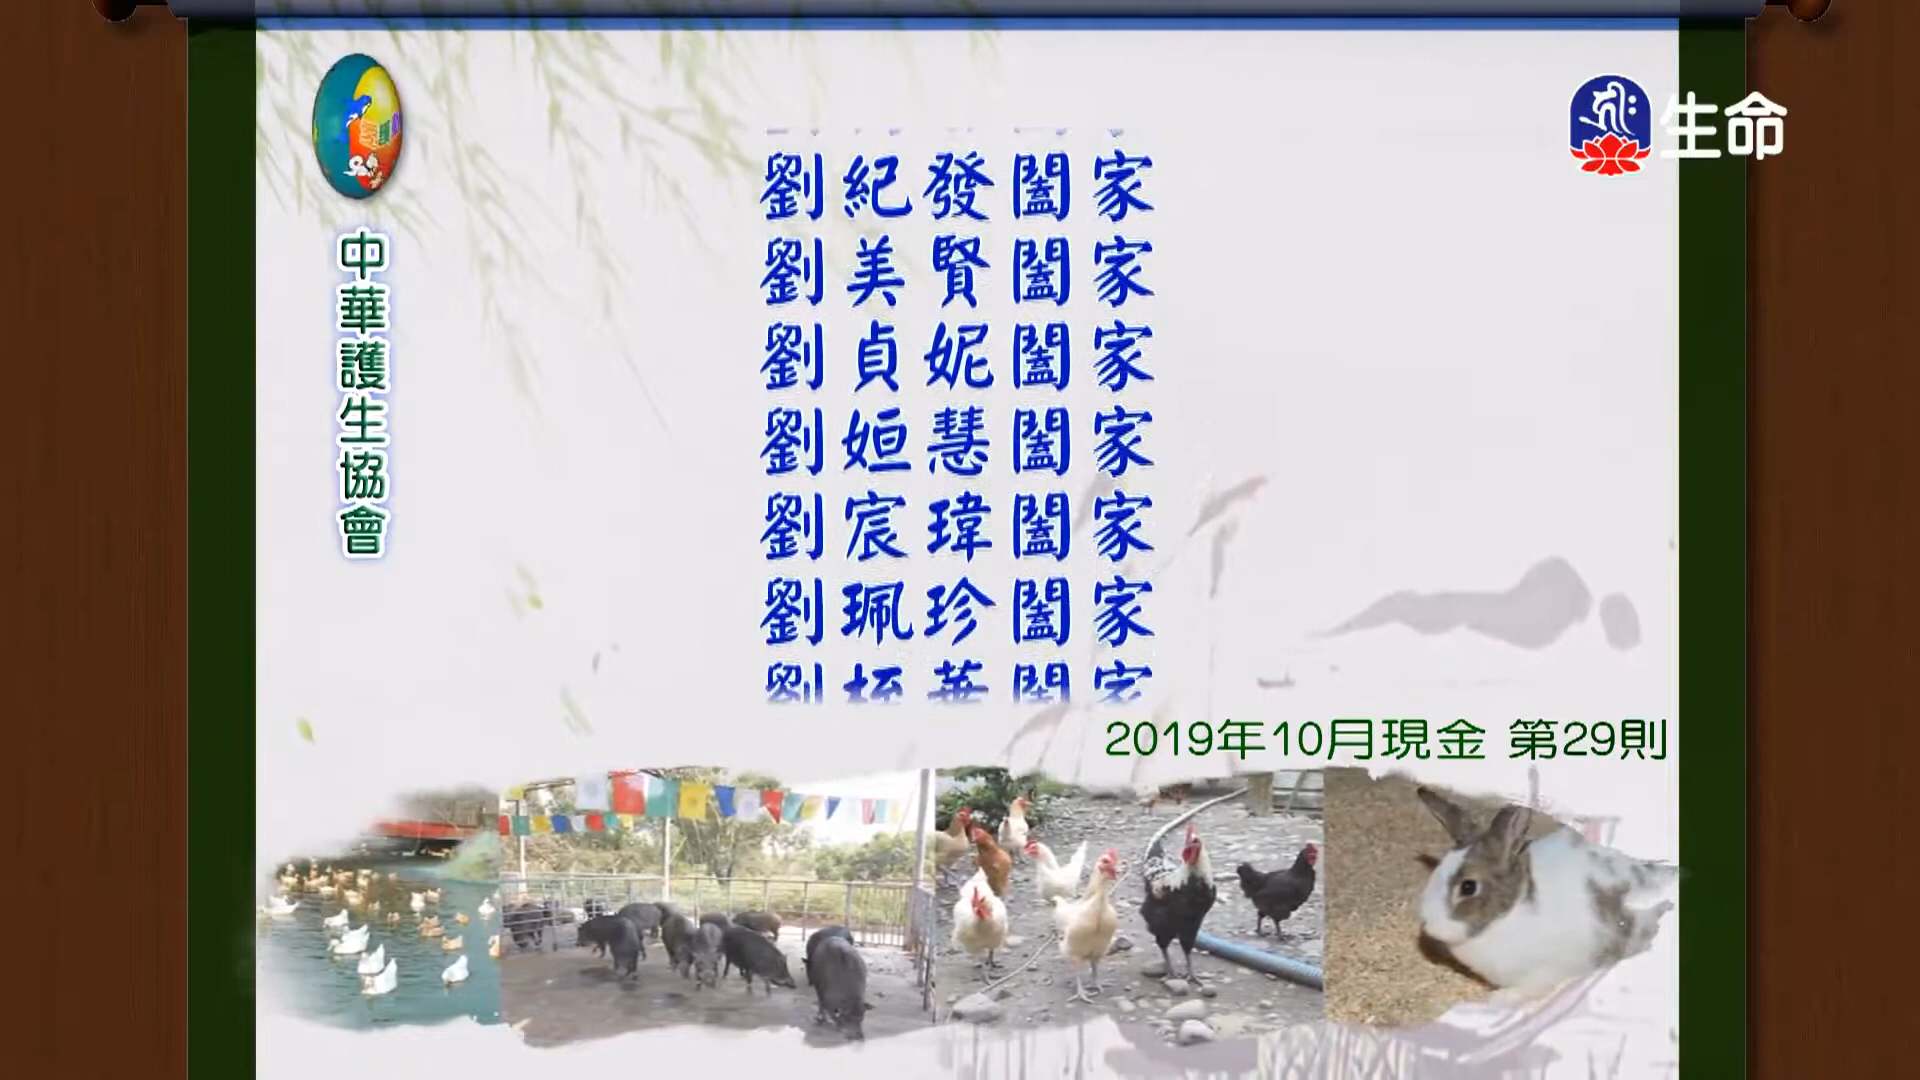 生命
中華護生協會
劉紀發闔家
劉美賢闔家
劉貞妮闔家
劉姮慧闔家
劉宸瑋闔家
劉珮珍闔家
2019年10月現金 第29則